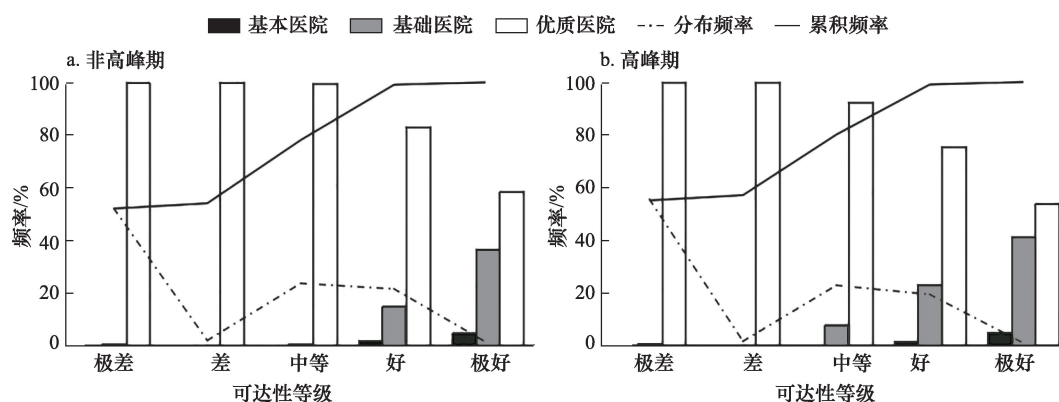 基本医院 基础医院 优质医院 分布频率 累积频率
a. 非高峰期
100
80
60
40
20
0
频率/%
极差 差 中等 好 极好
可达性等级
b. 高峰期
100
80
60
40
20
0
频率/%
极差 差 中等 好 极好
可达性等级